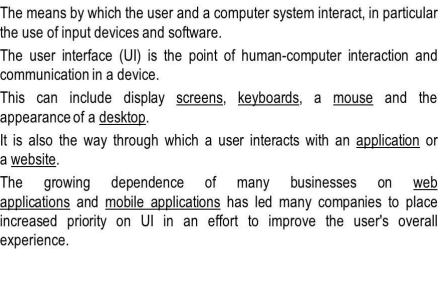 The means by which the user and a computer system interact, in particular
the use of input devices and software.
The user interface (UI) is the point of human-computer interaction and
communication in a device.
This can include display screens, keyboards, a mouse and the
appearance of a desktop.
It is also the way through which a user interacts with an application or
a website.
The growing dependence of many businesses on web
applications and mobile applications has led many companies to place
increased priority on UI in an effort to improve the user's overall
experience.